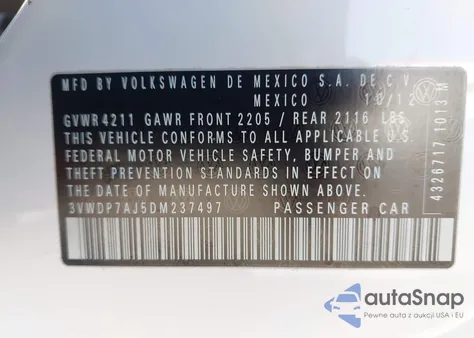 MFD BY VOLKSWAGEN DE MEXICO S.A. DE C.V.
MEXICO 10/12
GVWR 4211 GAWR FRONT 2205 / REAR 2116 LBS
THIS VEHICLE CONFORMS TO ALL APPLICABLE U.S.
FEDERAL MOTOR VEHICLE SAFETY, BUMPER AND
THEFT PREVENTION STANDARDS IN EFFECT ON
THE DATE OF MANUFACTURE SHOWN ABOVE.
3VWDP7AJ5DM237497 PASSENGER CAR
4326717 1013 M
autoSnap
Pewne auta z aukcji USA i EU